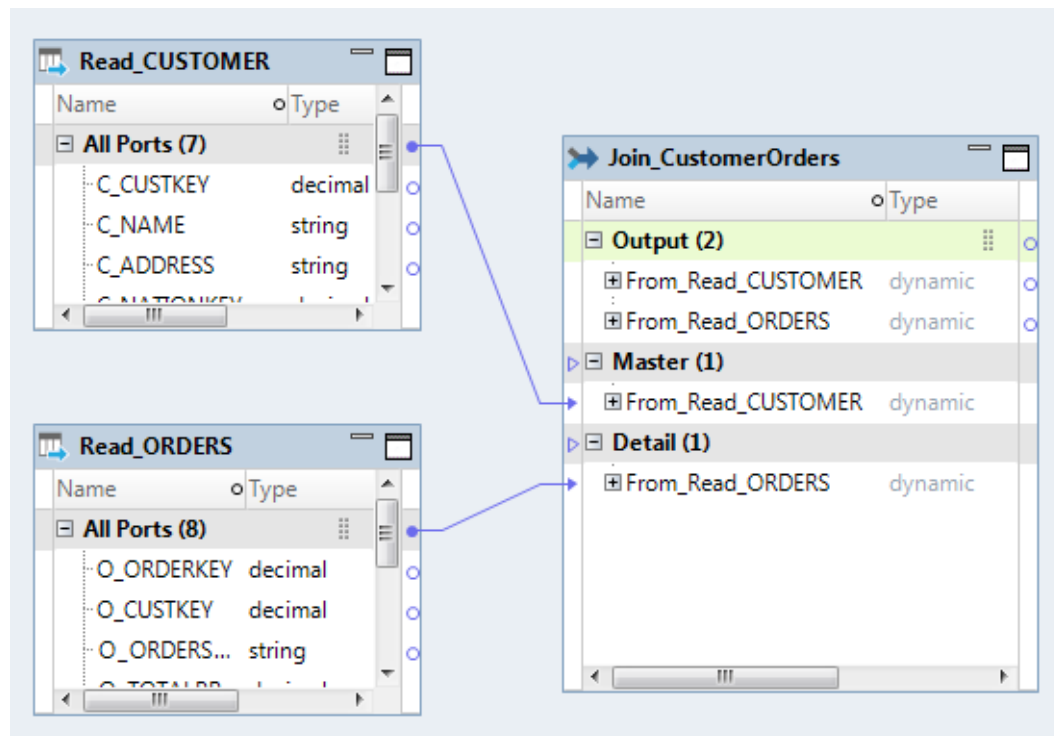 Read_CUSTOMER
Name Type
All Ports (7)
C_CUSTKEY decimal
C_NAME string
C_ADDRESS string
Read_ORDERS
Name Type
All Ports (8)
O_ORDERKEY decimal
O_CUSTKEY decimal
O_ORDERS... string
Join_CustomerOrders
Name Type
Output (2)
From_Read_CUSTOMER dynamic
From_Read_ORDERS dynamic
Master (1)
From_Read_CUSTOMER dynamic
Detail (1)
From_Read_ORDERS dynamic